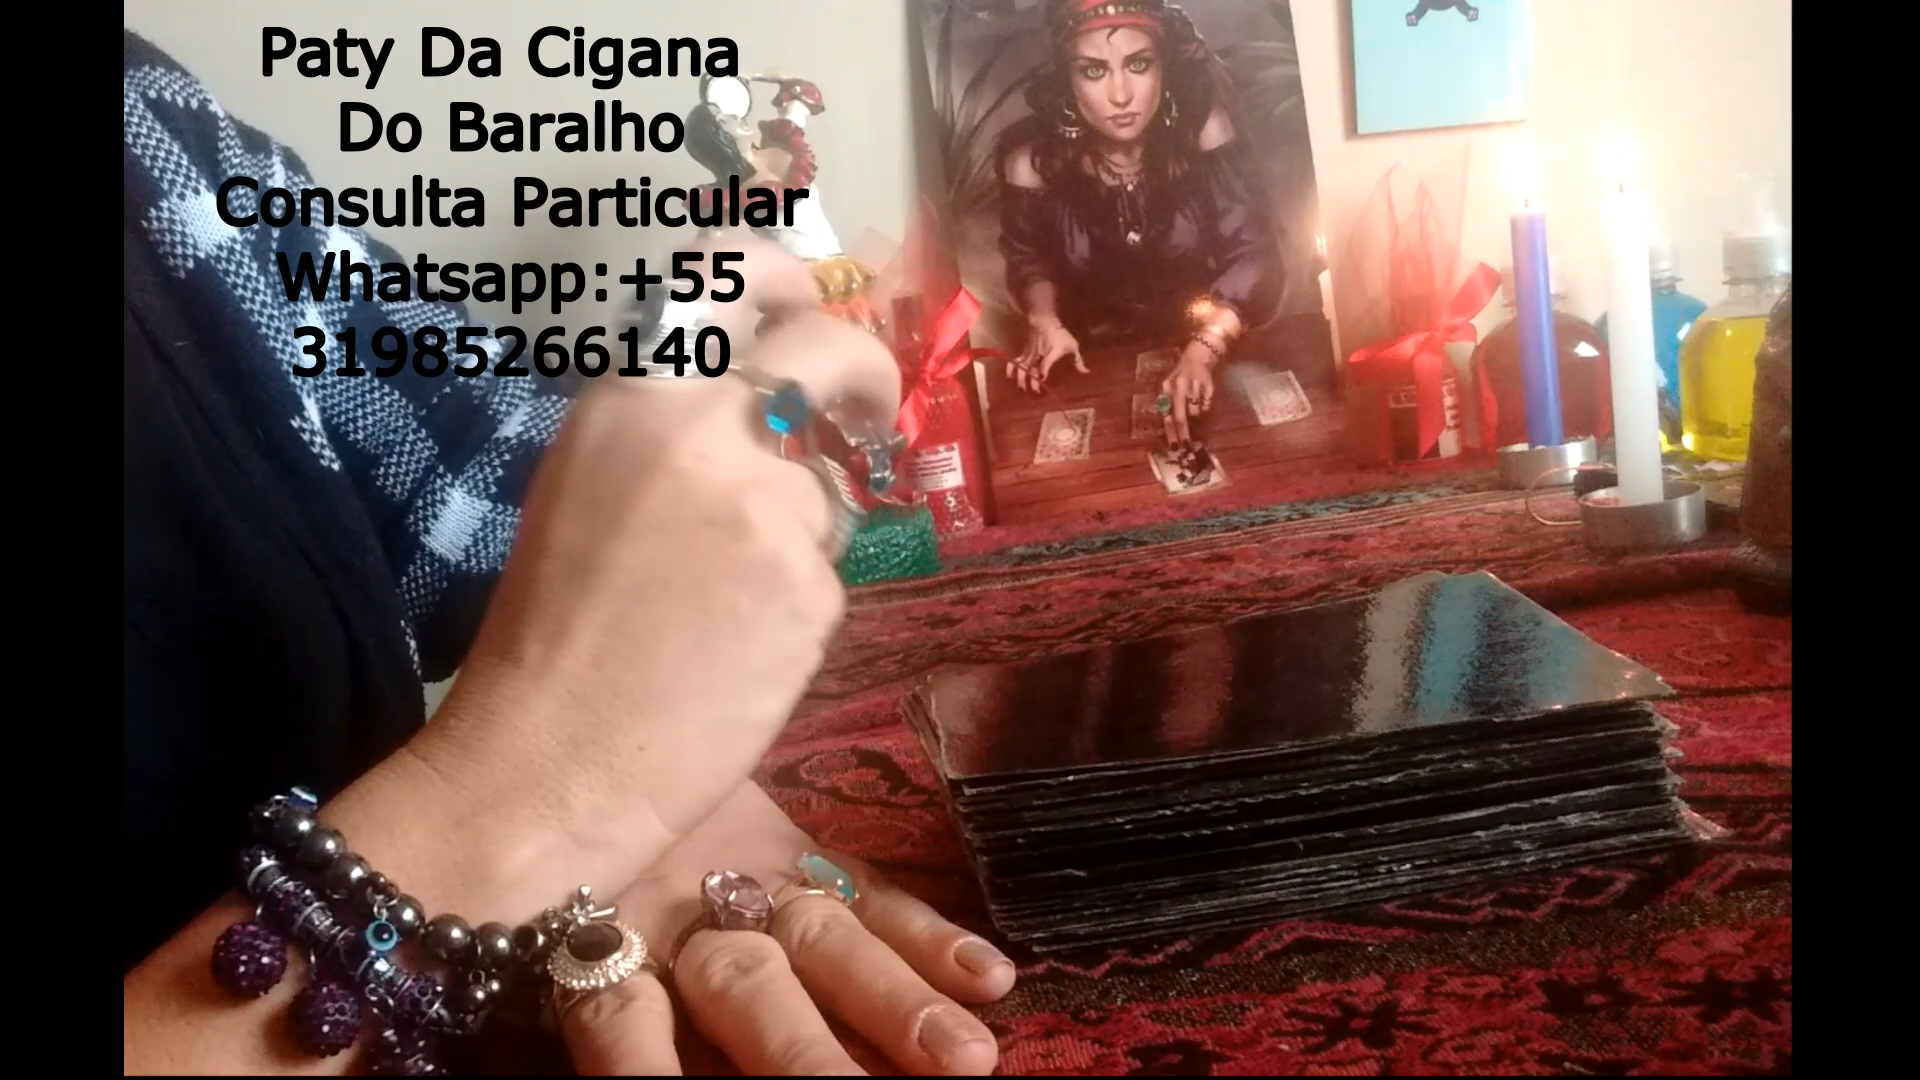 Paty Da Cigana
Do Baralho
Consulta Particular
Whatsapp:+55
31985266140